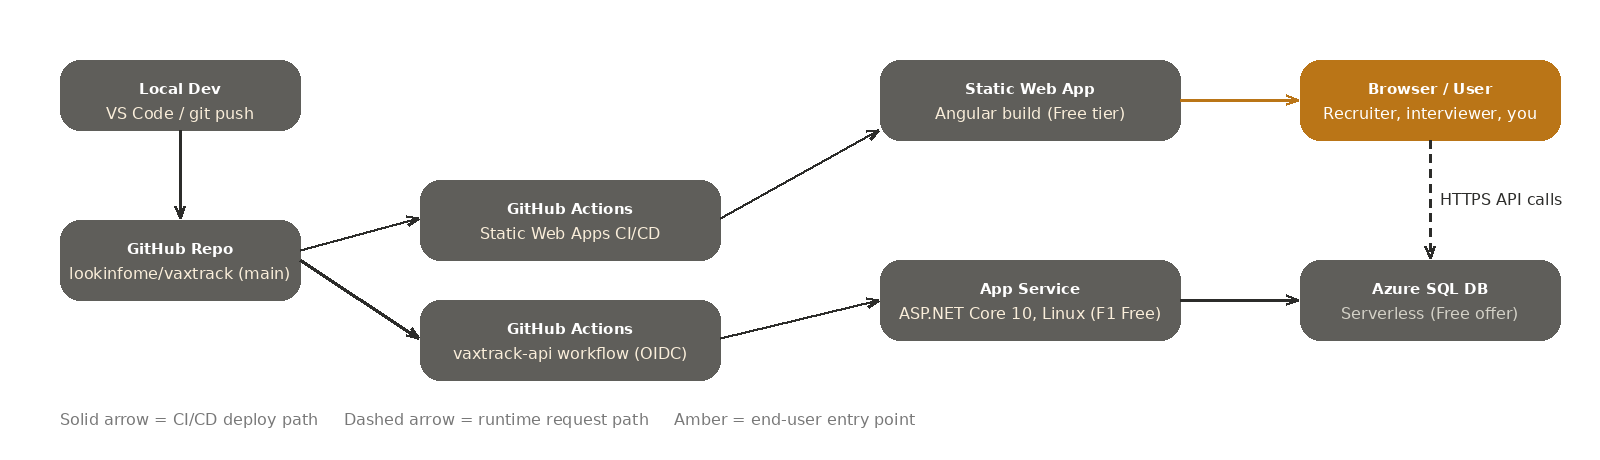 Local Dev
VS Code / git push
GitHub Repo
lookinfome/vaxtrack (main)
GitHub Actions
Static Web Apps CI/CD
GitHub Actions
vaxtrack-api workflow (OIDC)
Static Web App
Angular build (Free tier)
App Service
ASP.NET Core 10, Linux (F1 Free)
Browser / User
Recruiter, interviewer, you
HTTPS API calls
Azure SQL DB
Serverless (Free offer)
Solid arrow = CI/CD deploy path     Dashed arrow = runtime request path     Amber = end-user entry point